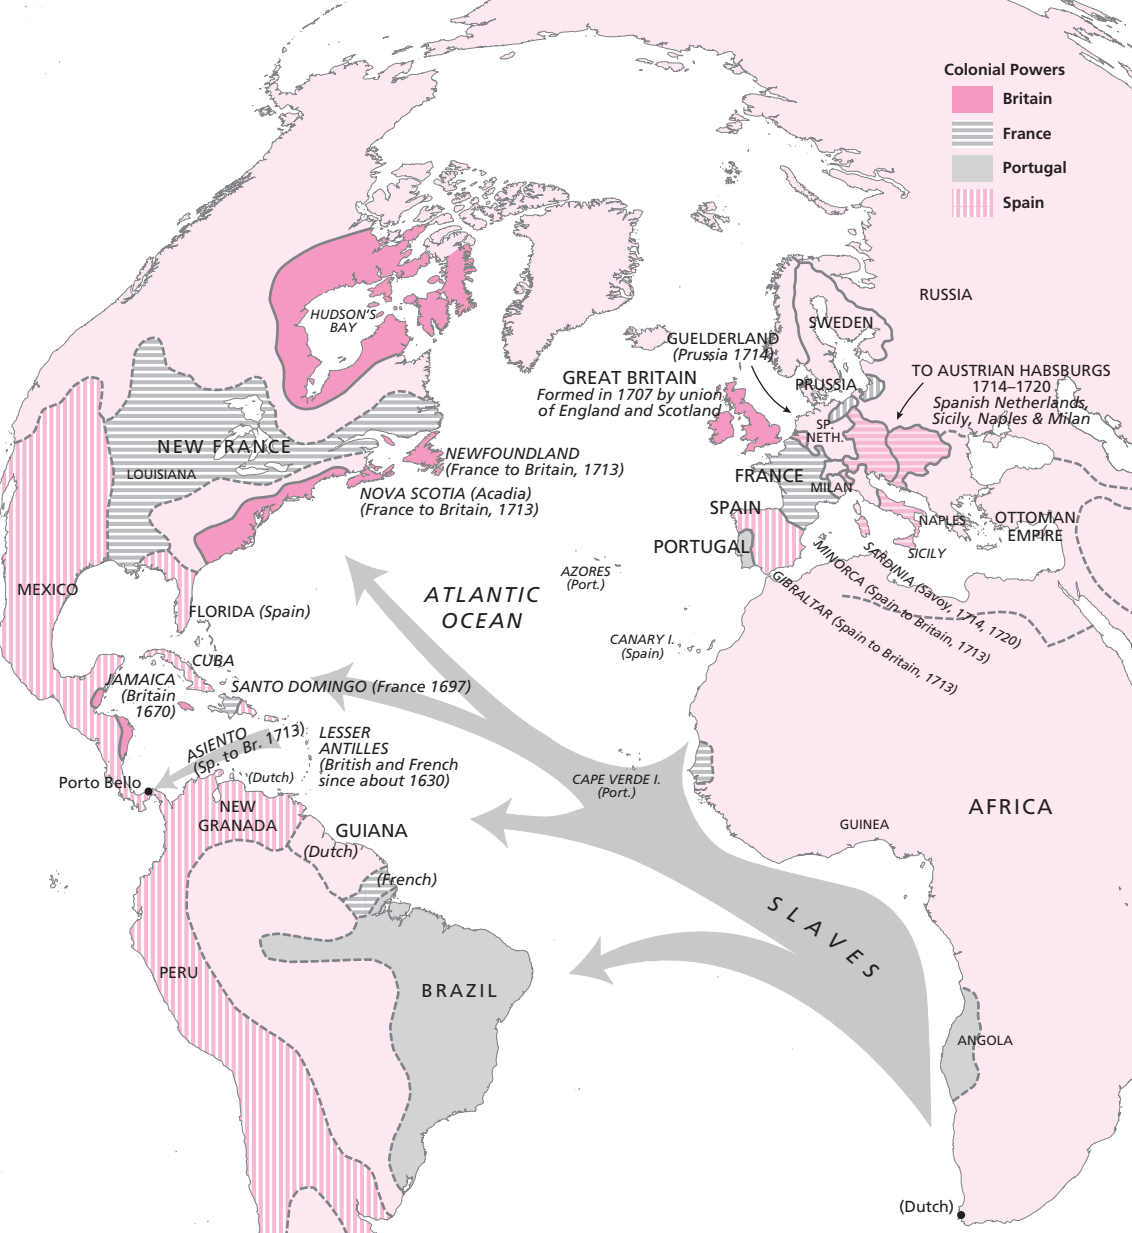 Colonial Powers
Britain
France
Portugal
Spain
HUDSON'S
BAY
RUSSIA
SWEDEN
GUELDERLAND
(Prussia 1714)
PRUSSIA
TO AUSTRIAN HABSBURGS
1714–1720
Spanish Netherlands,
Sicily, Naples & Milan
GREAT BRITAIN
Formed in 1707 by union
of England and Scotland
SP.
NETH.
NEW FRANCE
LOUISIANA
NEWFOUNDLAND
(France to Britain, 1713)
NOVA SCOTIA (Acadia)
(France to Britain, 1713)
FRANCE
MILAN
SPAIN
NAPLES
OTTOMAN
EMPIRE
PORTUGAL
SICILY
SARDINIA (Savoy, 1714, 1720)
MINORCA (Spain to Britain, 1713)
GIBRALTAR (Spain to Britain, 1713)
MEXICO
AZORES
(Port.)
ATLANTIC
OCEAN
FLORIDA (Spain)
CANARY I.
(Spain)
CUBA
JAMAICA
(Britain
1670)
SANTO DOMINGO (France 1697)
ASIENTO
(Sp. to Br. 1713)
LESSER
ANTILLES
(British and French
since about 1630)
Porto Bello
(Dutch)
CAPE VERDE I.
(Port.)
NEW
GRANADA
GUIANA
(Dutch)
(French)
GUINEA
AFRICA
SLAVES
PERU
BRAZIL
ANGOLA
(Dutch)